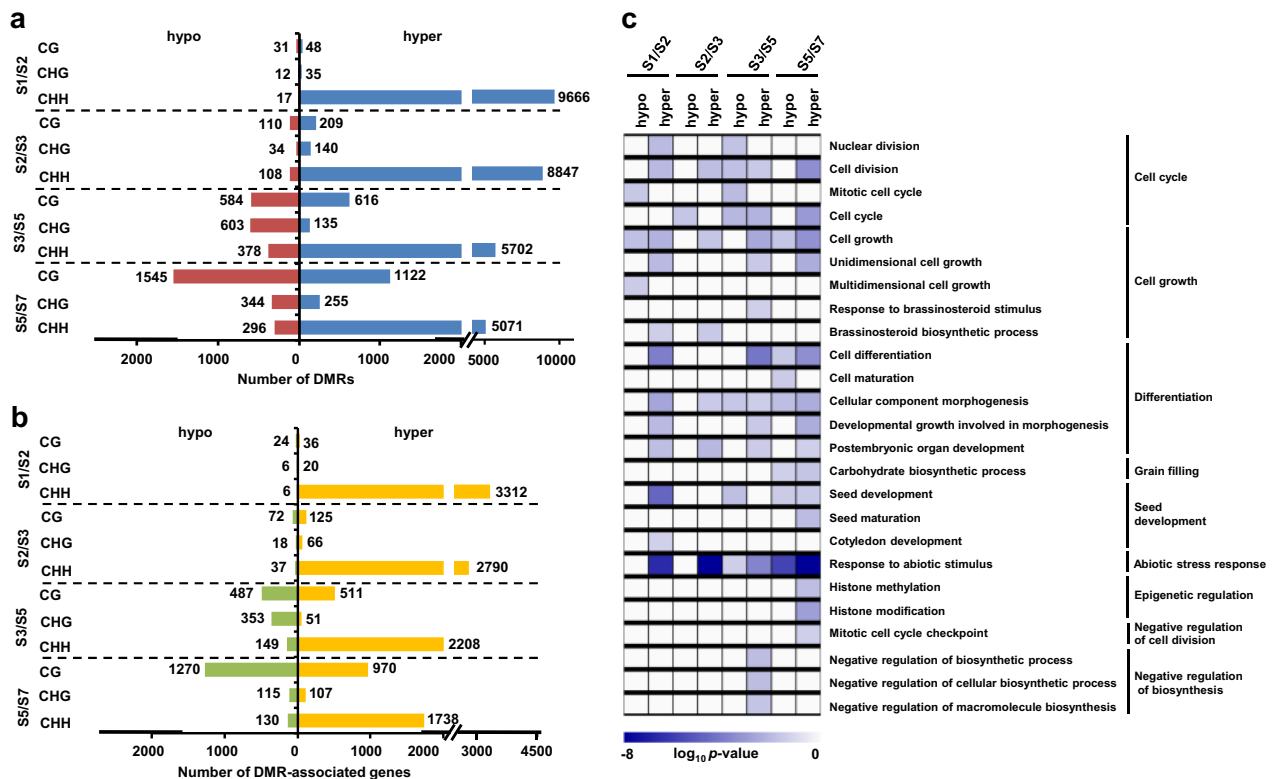 a
hypo hyper
S1/S2
CG 31 48
CHG 12 35
CHH 17 9666
S2/S3
CG 110 209
CHG 34 140
CHH 108 8847
S3/S5
CG 584 616
CHG 603 135
CHH 378 5702
S5/S7
CG 1545 1122
CHG 344 255
CHH 296 5071
2000 1000 0 1000 2000 5000 10000
Number of DMRs
b
hypo hyper
S1/S2
CG 24 36
CHG 6 20
CHH 6 3312
S2/S3
CG 72 125
CHG 18 66
CHH 37 2790
S3/S5
CG 487 511
CHG 353 51
CHH 149 2208
S5/S7
CG 1270 970
CHG 115 107
CHH 130 1738
2000 1000 0 1000 2000 3000 4500
Number of DMR-associated genes
c
S1/S2 S2/S3 S3/S5 S5/S7
hypo hyper hypo hyper hypo hyper hypo hyper
Nuclear division
Cell division
Mitotic cell cycle
Cell cycle
Cell growth
Unidimensional cell growth
Multidimensional cell growth
Response to brassinosteroid stimulus
Brassinosteroid biosynthetic process
Cell differentiation
Cell maturation
Cellular component morphogenesis
Developmental growth involved in morphogenesis
Postembryonic organ development
Carbohydrate biosynthetic process
Seed development
Seed maturation
Cotyledon development
Response to abiotic stimulus
Histone methylation
Histone modification
Mitotic cell cycle checkpoint
Negative regulation of biosynthetic process
Negative regulation of cellular biosynthetic process
Negative regulation of macromolecule biosynthesis
Cell cycle
Cell growth
Differentiation
Grain filling
Seed
development
Abiotic stress response
Epigenetic regulation
Negative regulation
of cell division
Negative regulation
of biosynthesis
-8 log10 p-value 0